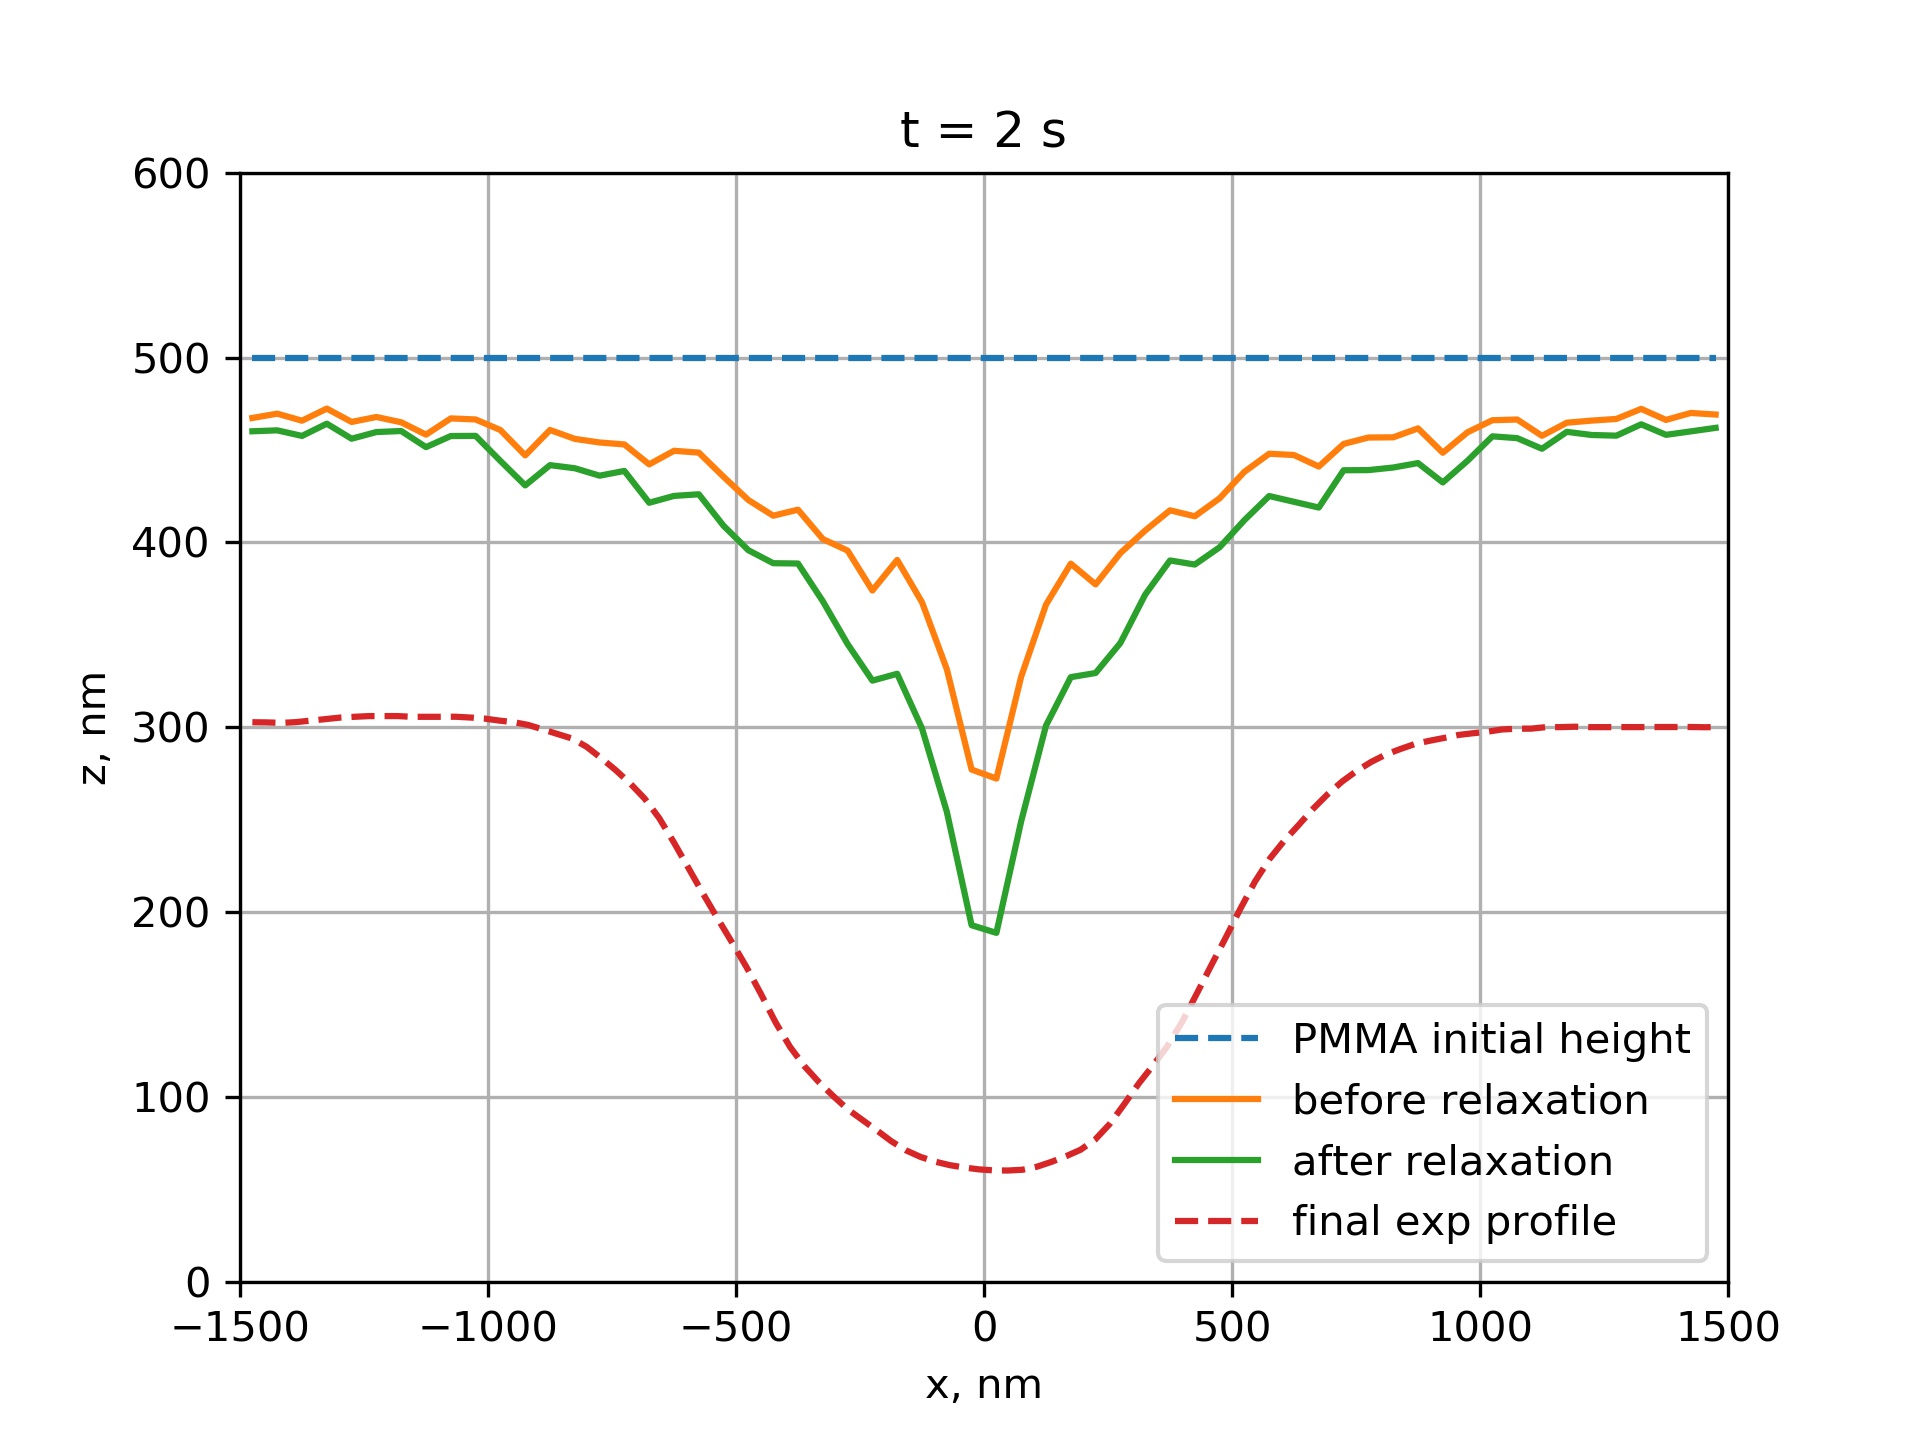 t = 2 s
600
500
400
300
200
100
0
z, nm
−1500 −1000 −500 0 500 1000 1500
x, nm
PMMA initial height
before relaxation
after relaxation
final exp profile